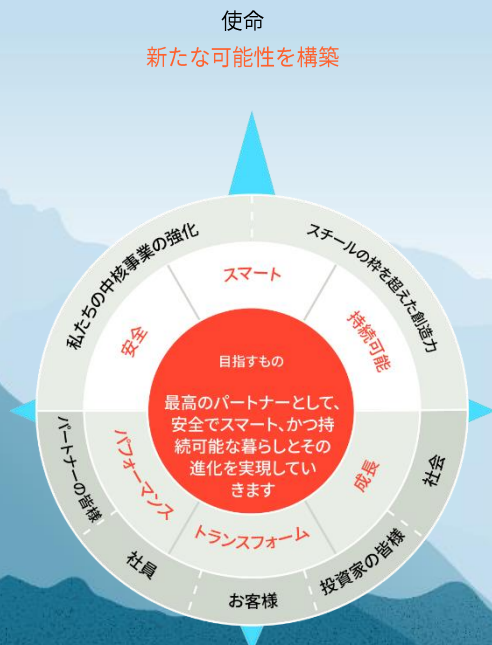 使命
新たな可能性を構築
私たちの中核事業の強化
スチールの枠を超えた創造力
安全
スマート
持続可能
目指すもの
最高のパートナーとして、
安全でスマート、かつ持
続可能な暮らしとその
進化を実現してい
きます
パフォーマンス
トランスフォーム
成長
パートナーの皆様
社員
お客様
投資家の皆様
社会